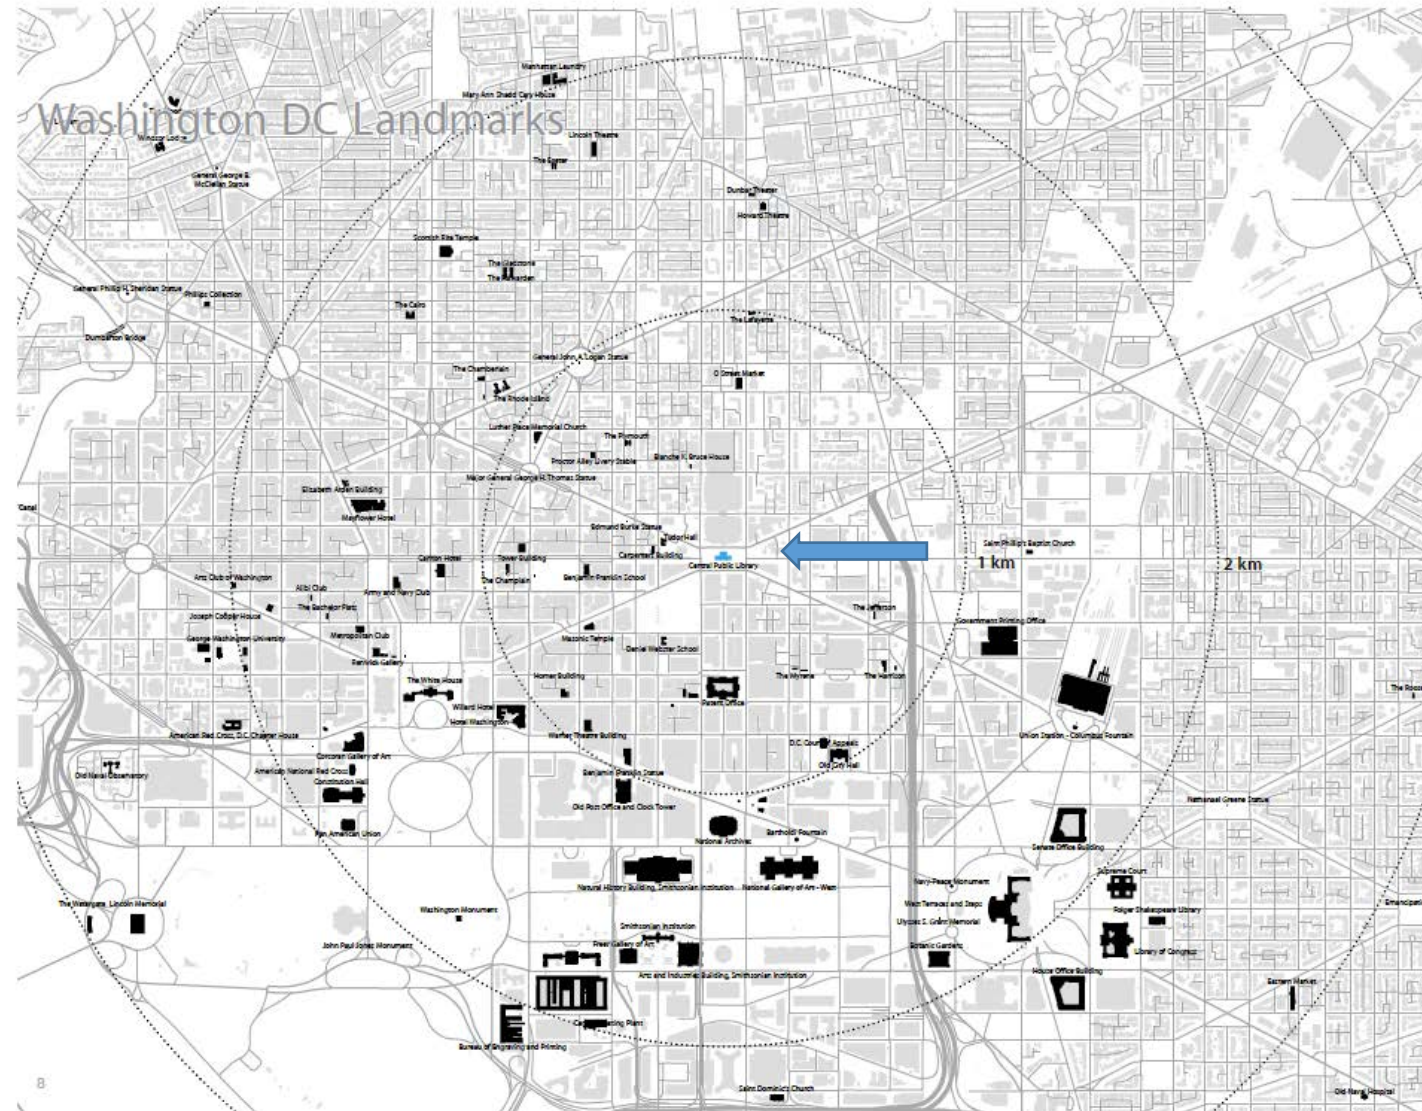 Manhattan Laundry
Mary Ann Shadd Cary House
Washington DC Landmarks
Windsor Lodge
Lincoln Theatre
General George B.
McClellan Statue
Dunbar Theater
Howard Theatre
Scottish Rite Temple
The Gladstone
General Phillip H. Sheridan Statue
Phillips Collection
The Cairo
The Lafayette
Dumbarton Bridge
General John A. Logan Statue
The Chamberlain
O Street Market
The Rhode Island
Luther Place Memorial Church
The Plymouth
Proctor Alley Livery Stable
Blanche K. Bruce House
Major General George H. Thomas Statue
Elizabeth Arden Building
Mayflower Hotel
Canal
Edmund Burke Statue
Tudor Hall
Carpenters Building
Central Public Library
Saint Phillip's Baptist Church
1 km
2 km
Tower Building
Carlton Hotel
The Champlain
Benjamin Franklin School
Arts Club of Washington
Alibi Club
Army and Navy Club
The Bachelor Flats
Joseph Cooper House
The Jefferson
Government Printing Office
George Washington University
Metropolitan Club
Masonic Temple
Daniel Webster School
Renwick Gallery
The White House
Homer Building
The Myrene
The Harrison
Patent Office
Willard Hotel
Hotel Washington
American Red Cross, D.C. Chapter House
Warner Theatre Building
D.C. Court of Appeals
Old City Hall
Union Station - Columbus Fountain
Corcoran Gallery of Art
American National Red Cross
Constitution Hall
Old Naval Observatory
Benjamin Franklin Statue
Old Post Office and Clock Tower
Nathanael Greene Statue
Pan American Union
National Archives
Bartholdi Fountain
Senate Office Building
Natural History Building, Smithsonian Institution
National Gallery of Art - West
Navy-Peace Monument
Supreme Court
The Watergate
Lincoln Memorial
Washington Monument
West Terraces and Steps
Folger Shakespeare Library
Ulysses S. Grant Memorial
Smithsonian Institution
John Paul Jones Monument
Freer Gallery of Art
Botanic Gardens
Library of Congress
Arts and Industries Building, Smithsonian Institution
House Office Building
Eastern Market
Bureau of Engraving and Printing
Saint Dominic's Church
Old Naval Hospital
8